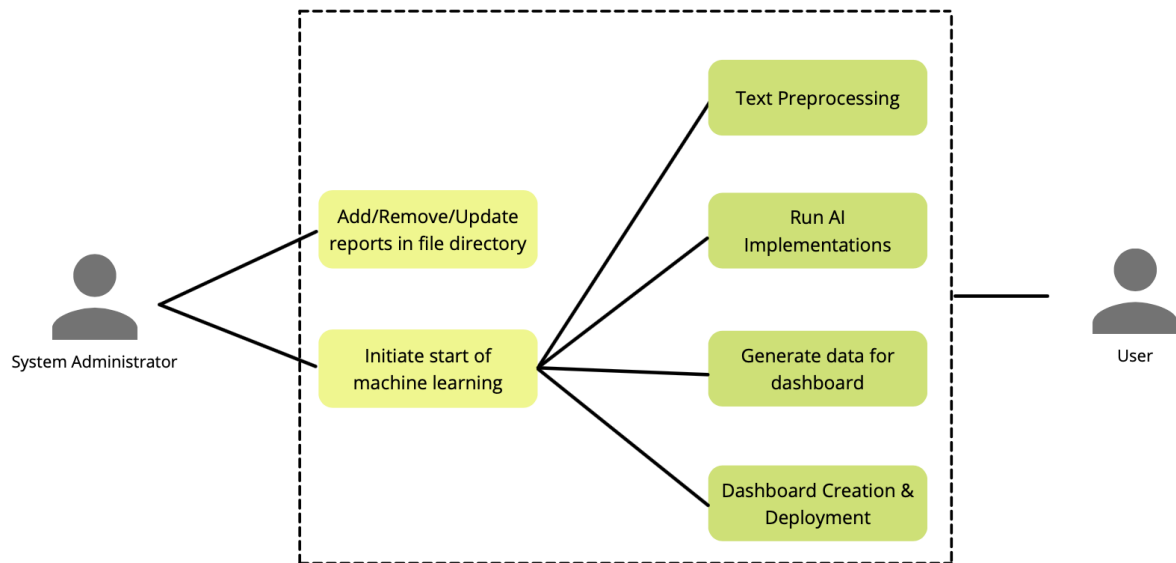 Text Preprocessing
Add/Remove/Update
reports in file directory
Run AI
Implementations
System Administrator
Initiate start of
machine learning
Generate data for
dashboard
User
Dashboard Creation &
Deployment